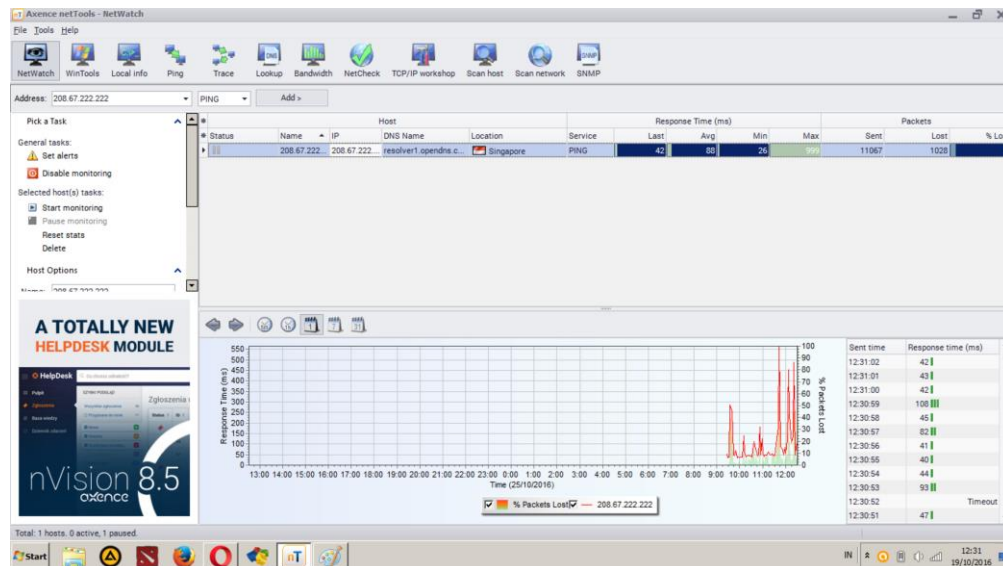 Axence netTools - NetWatch
File Tools Help
NetWatch WinTools Local info Ping Trace Lookup Bandwidth NetCheck TCP/IP workshop Scan host Scan network SNMP
Address: 208.67.222.222 PING Add »
Pick a Task
General tasks:
Set alerts
Disable monitoring
Selected host(s) tasks:
Start monitoring
Pause monitoring
Reset stats
Delete
Host Options
Name: 208.67.222.222
Host Response Time (ms) Packets
Status Name IP DNS Name Location Service Last Avg Min Max Sent Lost % Lo
208.67.222... 208.67.222.... resolver1.opendns.c... Singapore PING 42 88 26 999 11067 1028
A TOTALLY NEW
HELPDESK MODULE
HelpDesk
Zgłoszenia
nVision 8.5
axence
1 7 31
550
500
450
400
350
300
250
200
150
100
50
0
Response Time (ms)
100
90
80
70
60
50
40
30
20
10
0
% Packets Lost
13:00 14:00 15:00 16:00 17:00 18:00 19:00 20:00 21:00 22:00 23:00 0:00 1:00 2:00 3:00 4:00 5:00 6:00 7:00 8:00 9:00 10:00 11:00 12:00
Time (25/10/2016)
% Packets Lost 208.67.222.222
Sent time Response time (ms)
12:31:02 42
12:31:01 43
12:31:00 42
12:30:59 108
12:30:58 45
12:30:57 82
12:30:56 41
12:30:55 40
12:30:54 44
12:30:53 93
12:30:52 Timeout
12:30:51 47
Total: 1 hosts. 0 active, 1 paused.
Start nT IN 12:31
19/10/2016